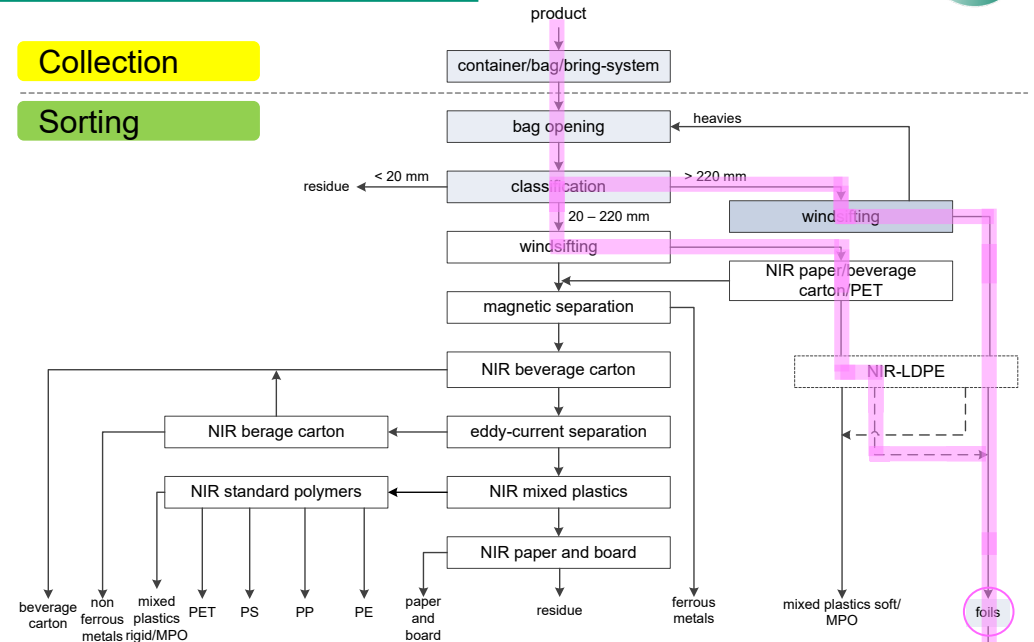 product
Collection
container/bag/bring-system
Sorting
bag opening
heavies
residue
< 20 mm
classification
> 220 mm
20 – 220 mm
windsifting
windsifting
NIR paper/beverage
carton/PET
magnetic separation
NIR beverage carton
NIR-LDPE
NIR berage carton
eddy-current separation
NIR standard polymers
NIR mixed plastics
NIR paper and board
beverage
carton
non
ferrous
metals
mixed
plastics
rigid/MPO
PET
PS
PP
PE
paper
and
board
residue
ferrous
metals
mixed plastics soft/
MPO
foils